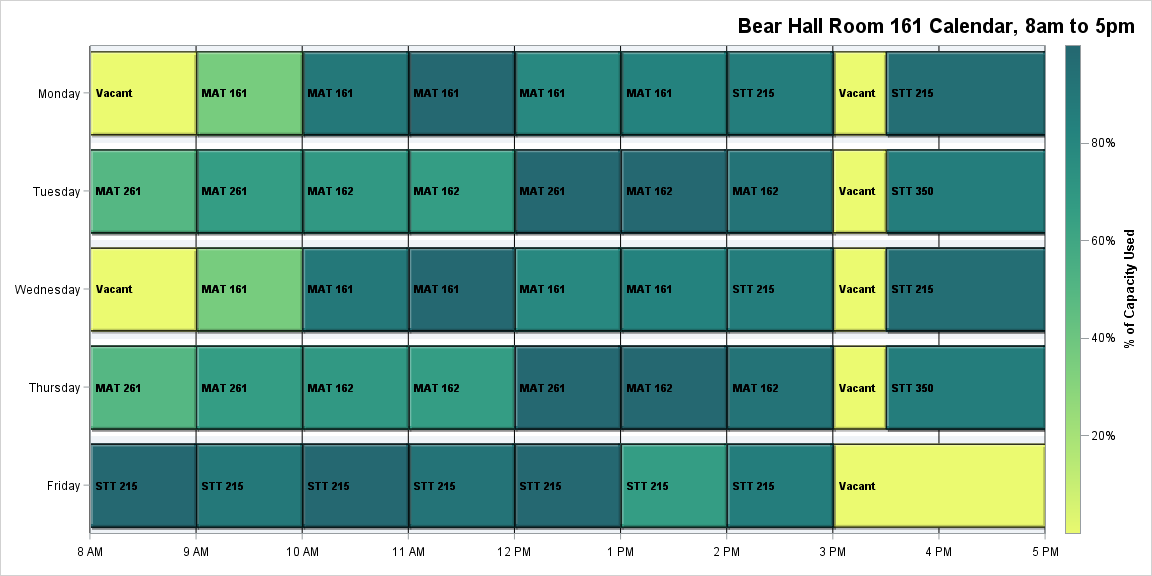 Bear Hall Room 161 Calendar, 8am to 5pm
Monday Vacant MAT 161 MAT 161 MAT 161 MAT 161 MAT 161 STT 215 Vacant STT 215
Tuesday MAT 261 MAT 261 MAT 162 MAT 162 MAT 261 MAT 162 MAT 162 Vacant STT 350
Wednesday Vacant MAT 161 MAT 161 MAT 161 MAT 161 MAT 161 STT 215 Vacant STT 215
Thursday MAT 261 MAT 261 MAT 162 MAT 162 MAT 261 MAT 162 MAT 162 Vacant STT 350
Friday STT 215 STT 215 STT 215 STT 215 STT 215 STT 215 STT 215 Vacant
8 AM 9 AM 10 AM 11 AM 12 PM 1 PM 2 PM 3 PM 4 PM 5 PM
80%
60%
40%
20%
% of Capacity Used